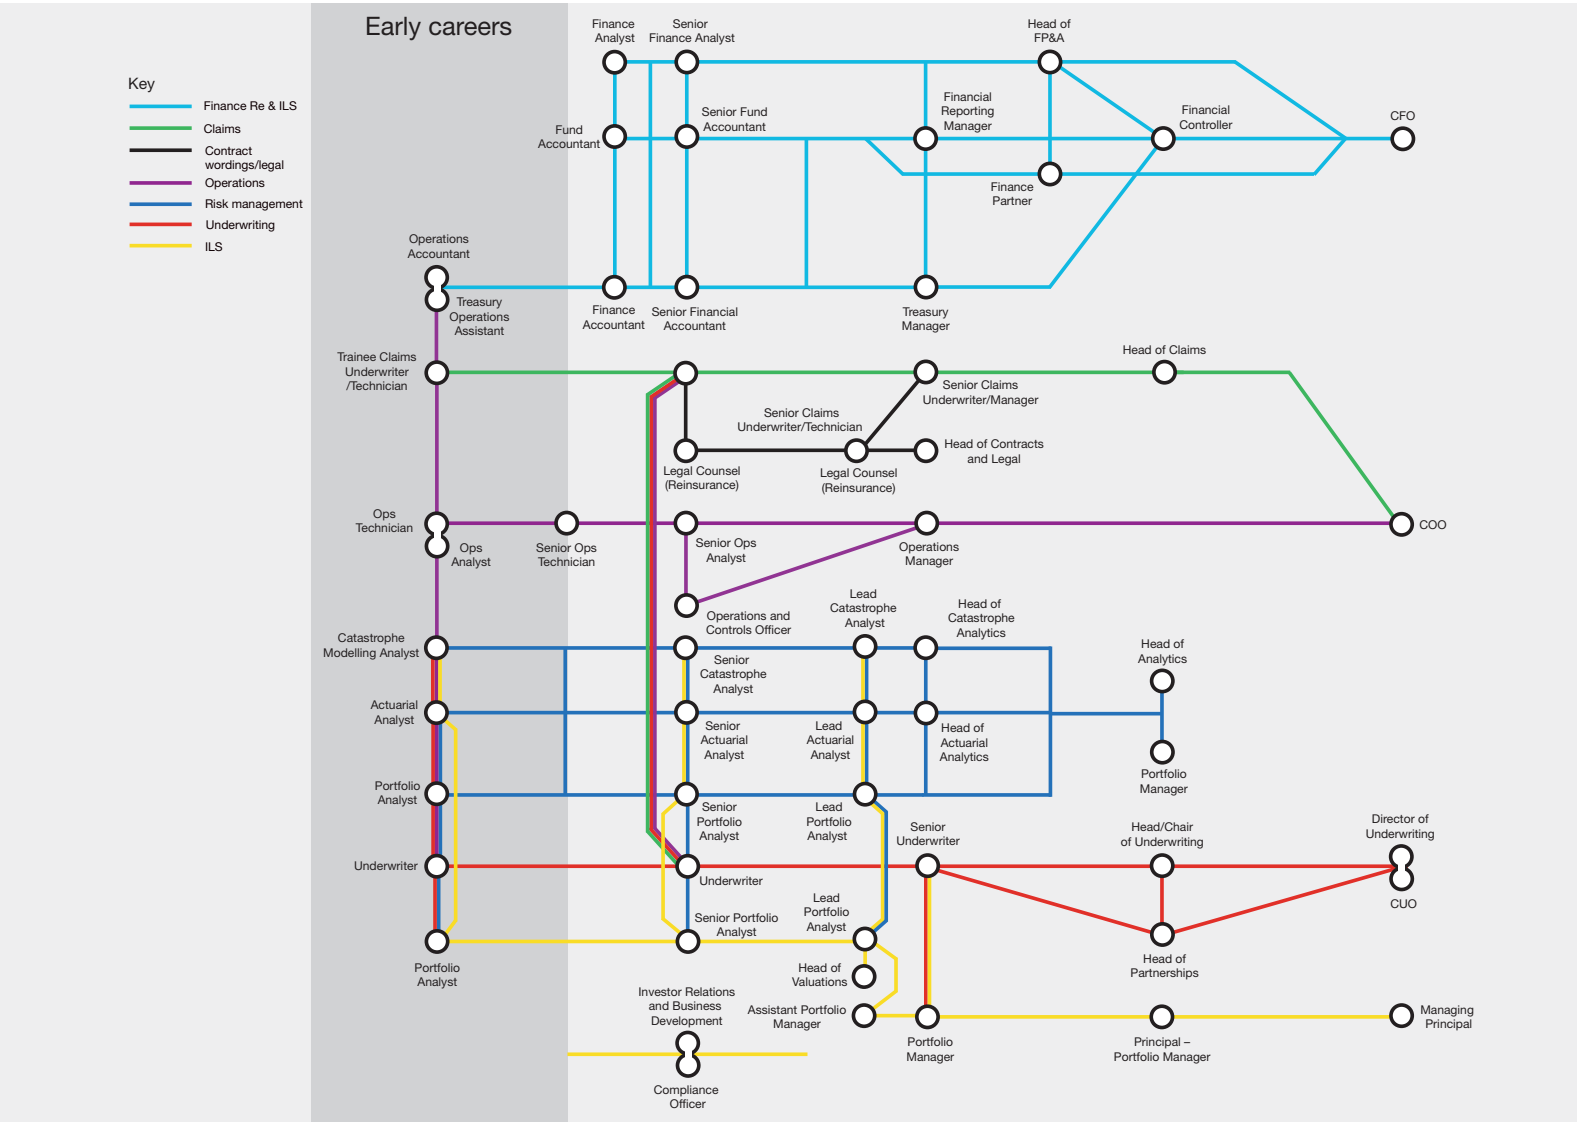 Early careers
Key
Finance Re & ILS
Claims
Contract
wordings/legal
Operations
Risk management
Underwriting
ILS
Finance
Analyst
Senior
Finance Analyst
Head of
FP&A
Fund
Accountant
Senior Fund
Accountant
Financial
Reporting
Manager
Financial
Controller
CFO
Finance
Partner
Operations
Accountant
Treasury
Operations
Assistant
Finance
Accountant
Senior Financial
Accountant
Treasury
Manager
Trainee Claims
Underwriter
/Technician
Head of Claims
Senior Claims
Underwriter/Manager
Senior Claims
Underwriter/Technician
Legal Counsel
(Reinsurance)
Legal Counsel
(Reinsurance)
Head of Contracts
and Legal
Ops
Technician
Ops
Analyst
Senior Ops
Technician
Senior Ops
Analyst
Operations
Manager
COO
Operations and
Controls Officer
Catastrophe
Modelling Analyst
Senior
Catastrophe
Analyst
Lead
Catastrophe
Analyst
Head of
Catastrophe
Analytics
Head of
Analytics
Actuarial
Analyst
Senior
Actuarial
Analyst
Lead
Actuarial
Analyst
Head of
Actuarial
Analytics
Portfolio
Manager
Portfolio
Analyst
Senior
Portfolio
Analyst
Lead
Portfolio
Analyst
Senior
Underwriter
Head/Chair
of Underwriting
Director of
Underwriting
Underwriter
Underwriter
CUO
Senior Portfolio
Analyst
Lead
Portfolio
Analyst
Head of
Partnerships
Portfolio
Analyst
Head of
Valuations
Investor Relations
and Business
Development
Assistant Portfolio
Manager
Portfolio
Manager
Principal –
Portfolio Manager
Managing
Principal
Compliance
Officer